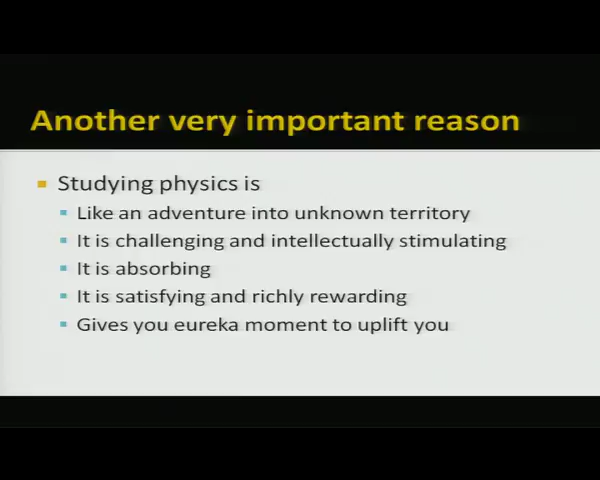 Another very important reason
Studying physics is
Like an adventure into unknown territory
It is challenging and intellectually stimulating
It is absorbing
It is satisfying and richly rewarding
Gives you eureka moment to uplift you